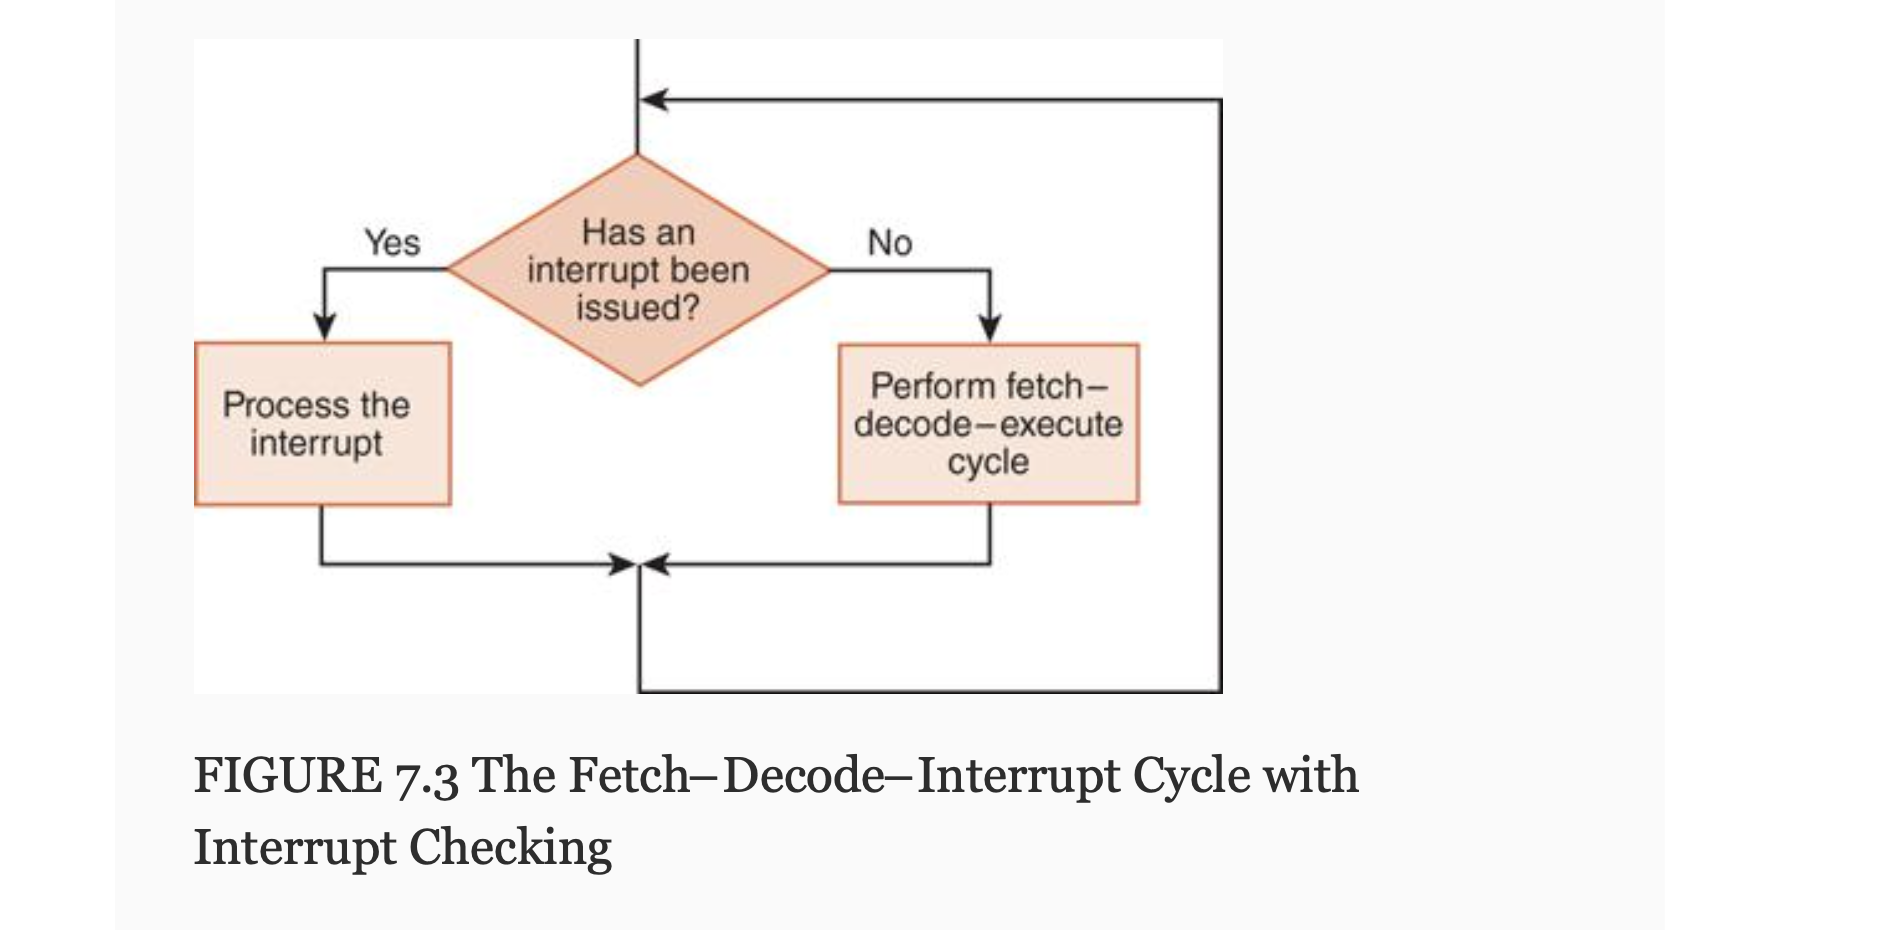 Has an
interrupt been
issued?
Yes
No
Process the
interrupt
Perform fetch–
decode–execute
cycle
FIGURE 7.3 The Fetch–Decode–Interrupt Cycle with
Interrupt Checking